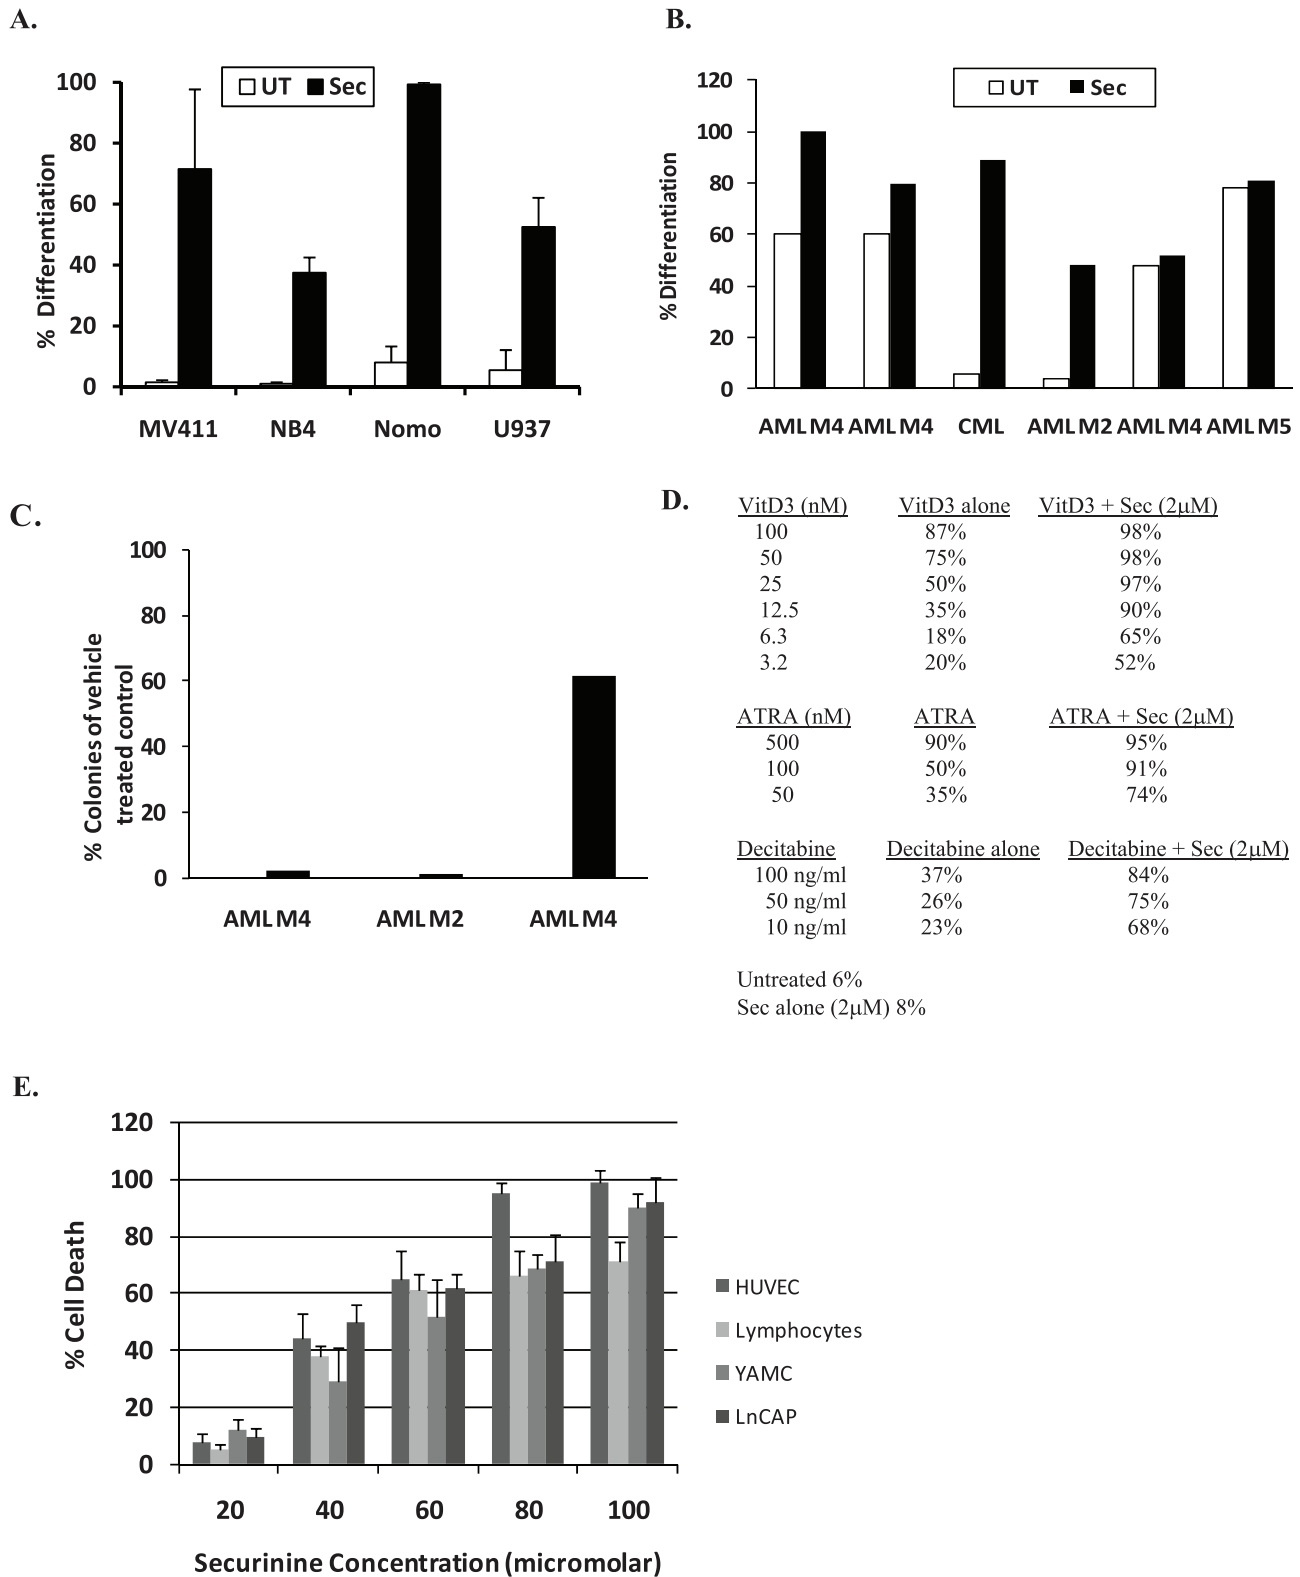 A.
UT Sec
% Differentiation
100
80
60
40
20
0
MV411 NB4 Nomo U937
B.
UT Sec
%Differentiation
120
100
80
60
40
20
0
AML M4 AML M4 CML AML M2 AML M4 AML M5
C.
% Colonies of vehicle
treated control
100
80
60
40
20
0
AML M4 AML M2 AML M4
D.
VitD3 (nM) VitD3 alone VitD3 + Sec (2μM)
100 87% 98%
50 75% 98%
25 50% 97%
12.5 35% 90%
6.3 18% 65%
3.2 20% 52%
ATRA (nM) ATRA ATRA + Sec (2μM)
500 90% 95%
100 50% 91%
50 35% 74%
Decitabine Decitabine alone Decitabine + Sec (2μM)
100 ng/ml 37% 84%
50 ng/ml 26% 75%
10 ng/ml 23% 68%
Untreated 6%
Sec alone (2μM) 8%
E.
% Cell Death
120
100
80
60
40
20
0
20 40 60 80 100
Securinine Concentration (micromolar)
HUVEC
Lymphocytes
YAMC
LnCAP